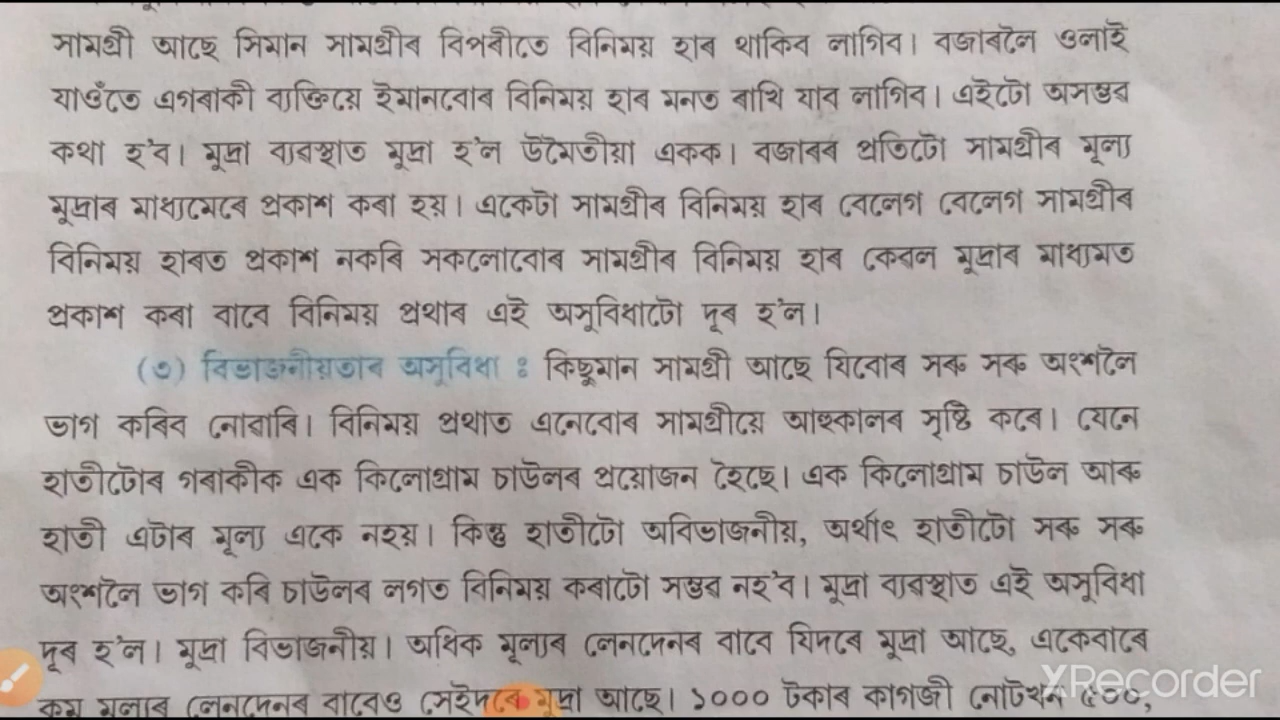 সামগ্ৰী আছে সিমান সামগ্ৰীৰ বিপৰীতে বিনিময় হাৰ থাকিব লাগিব। বজাৰলৈ ওলাই
যাওঁতে এগৰাকী ব্যক্তিয়ে ইমানবোৰ বিনিময় হাৰ মনত ৰাখি যাব লাগিব। এইটো অসম্ভৱ
কথা হ'ব। মুদ্ৰা ব্যৱস্থাত মুদ্ৰা হ'ল উমৈতীয়া একক। বজাৰৰ প্ৰতিটো সামগ্ৰীৰ মূল্য
মুদ্ৰাৰ মাধ্যমেৰে প্ৰকাশ কৰা হয়। একেটা সামগ্ৰীৰ বিনিময় হাৰ বেলেগ বেলেগ সামগ্ৰীৰ
বিনিময় হাৰত প্ৰকাশ নকৰি সকলোবোৰ সামগ্ৰীৰ বিনিময় হাৰ কেৱল মুদ্ৰাৰ মাধ্যমত
প্ৰকাশ কৰা বাবে বিনিময় প্ৰথাৰ এই অসুবিধাটো দূৰ হ'ল।
(৩) বিভাজনীয়তাৰ অসুবিধা : কিছুমান সামগ্ৰী আছে যিবোৰ সৰু সৰু অংশলৈ
ভাগ কৰিব নোৱাৰি। বিনিময় প্ৰথাত এনেবোৰ সামগ্ৰীয়ে আহুকালৰ সৃষ্টি কৰে। যেনে
হাতীটোৰ গৰাকীক এক কিলোগ্ৰাম চাউলৰ প্ৰয়োজন হৈছে। এক কিলোগ্ৰাম চাউল আৰু
হাতী এটাৰ মূল্য একে নহয়। কিন্তু হাতীটো অবিভাজনীয়, অৰ্থাৎ হাতীটো সৰু সৰু
অংশলৈ ভাগ কৰি চাউলৰ লগত বিনিময় কৰাটো সম্ভৱ নহ'ব। মুদ্ৰা ব্যৱস্থাত এই অসুবিধা
দূৰ হ'ল। মুদ্ৰা বিভাজনীয়। অধিক মূল্যৰ লেনদেনৰ বাবে যিদৰে মুদ্ৰা আছে, একেবাৰে
কম মূল্যৰ লেনদেনৰ বাবেও সেইদৰে মুদ্ৰা আছে। ১০০০ টকাৰ কাগজী নোটখন ৫০০,
XRecorder